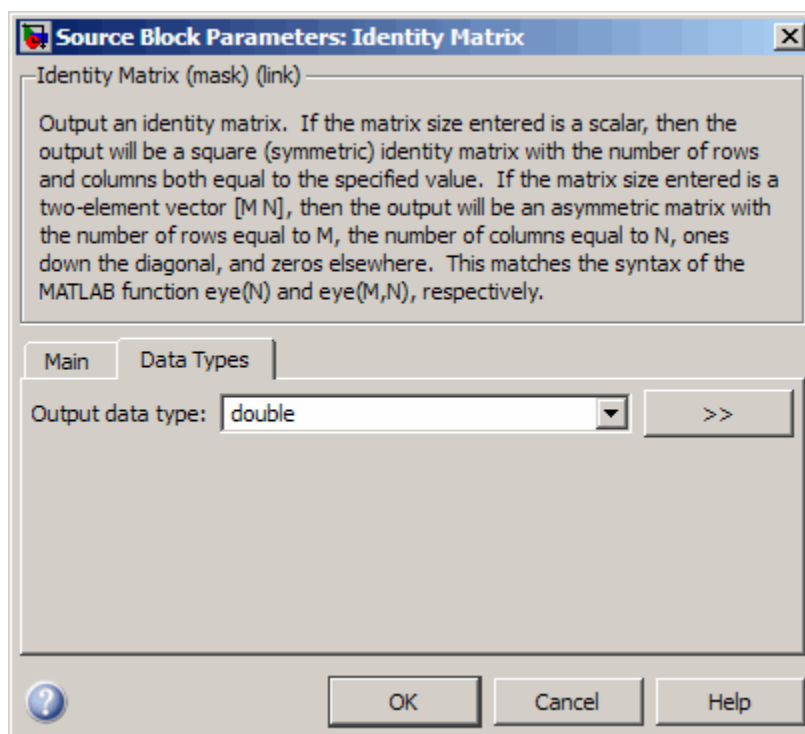 Source Block Parameters: Identity Matrix
Identity Matrix (mask) (link)
Output an identity matrix. If the matrix size entered is a scalar, then the
output will be a square (symmetric) identity matrix with the number of rows
and columns both equal to the specified value. If the matrix size entered is a
two-element vector [M N], then the output will be an asymmetric matrix with
the number of rows equal to M, the number of columns equal to N, ones
down the diagonal, and zeros elsewhere. This matches the syntax of the
MATLAB function eye(N) and eye(M,N), respectively.
Main Data Types
Output data type: double >>
OK Cancel Help